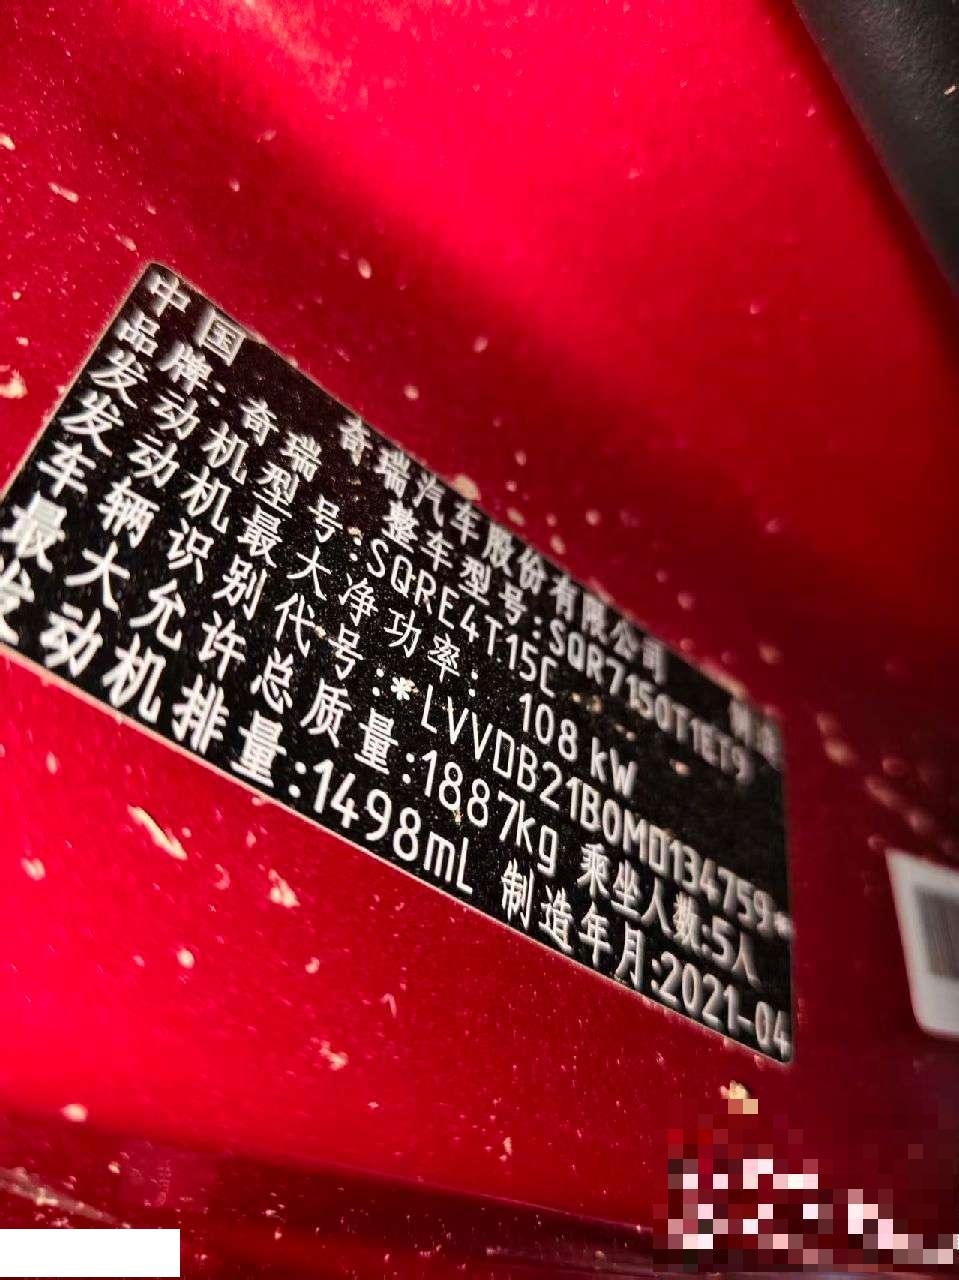 中国 奇瑞汽车股份有限公司 制造
品牌:奇瑞 整车型号:SQR7150T1ET9
发动机型号:SQRE4T15C
发动机最大净功率: 108 kW
车辆识别代号:*LVVDB21B0MD134759*
最大允许总质量:1887kg 乘坐人数:5人
发动机排量:1498mL 制造年月:2021-04